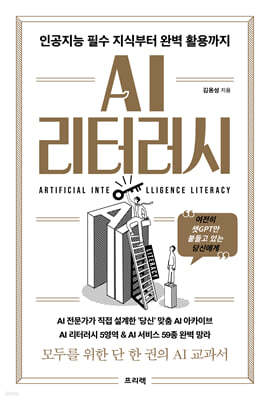 인공지능 필수 지식부터 완벽 활용까지
AI
김용성 지음
리터러시
ARTIFICIAL INTE LLIGENCE LITERACY
AI
“여전히
챗GPT만
붙들고 있는
당신에게”
AI 전문가가 직접 설계한 '당신' 맞춤 AI 아카이브
AI 리터러시 5영역 & AI 서비스 59종 완벽 망라
모두를 위한 단 한 권의 AI 교과서
프리렉